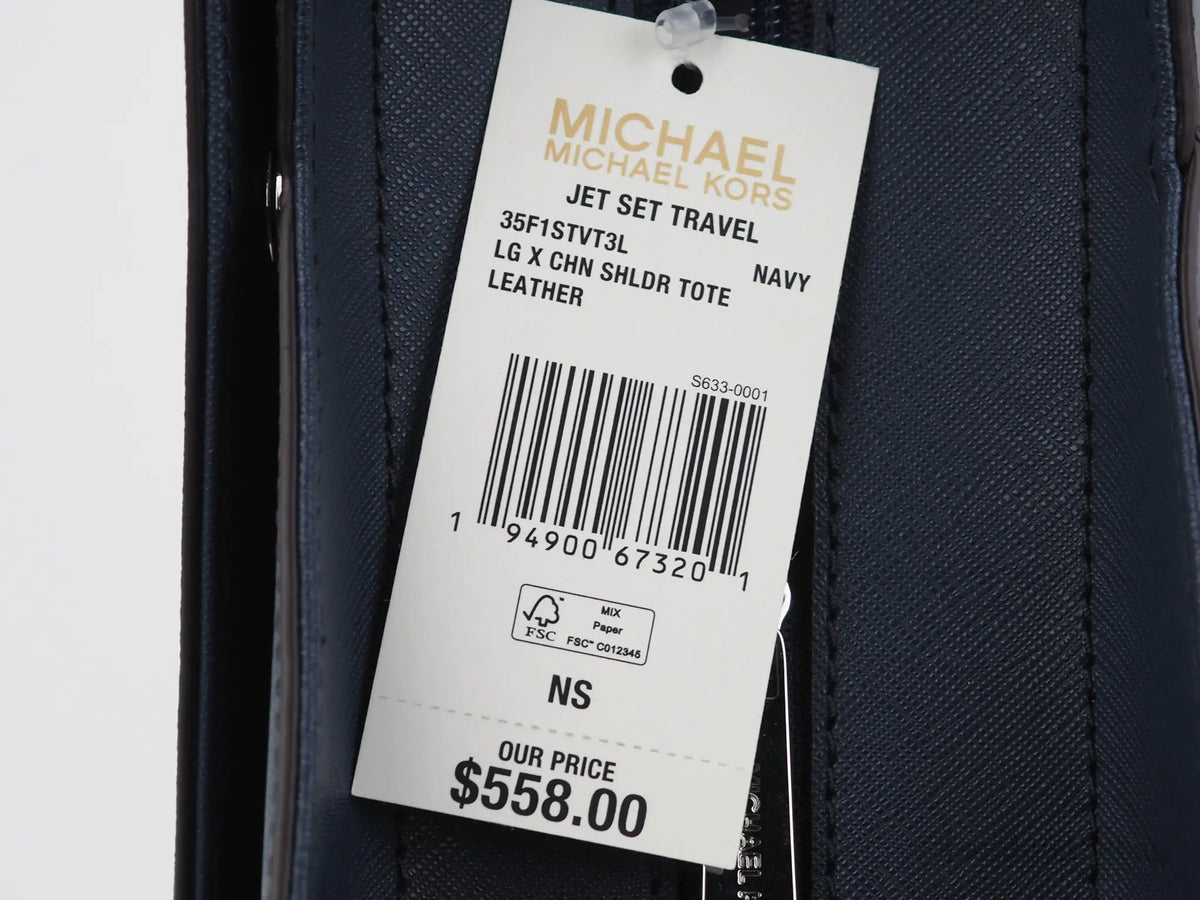 MICHAEL
MICHAEL KORS
JET SET TRAVEL
35F1STVT3L
NAVY
LG X CHN SHLDR TOTE
LEATHER
S633-0001
1 94900 67320 1
FSC™
MIX
Paper
FSC™ C012345
NS
OUR PRICE
$558.00